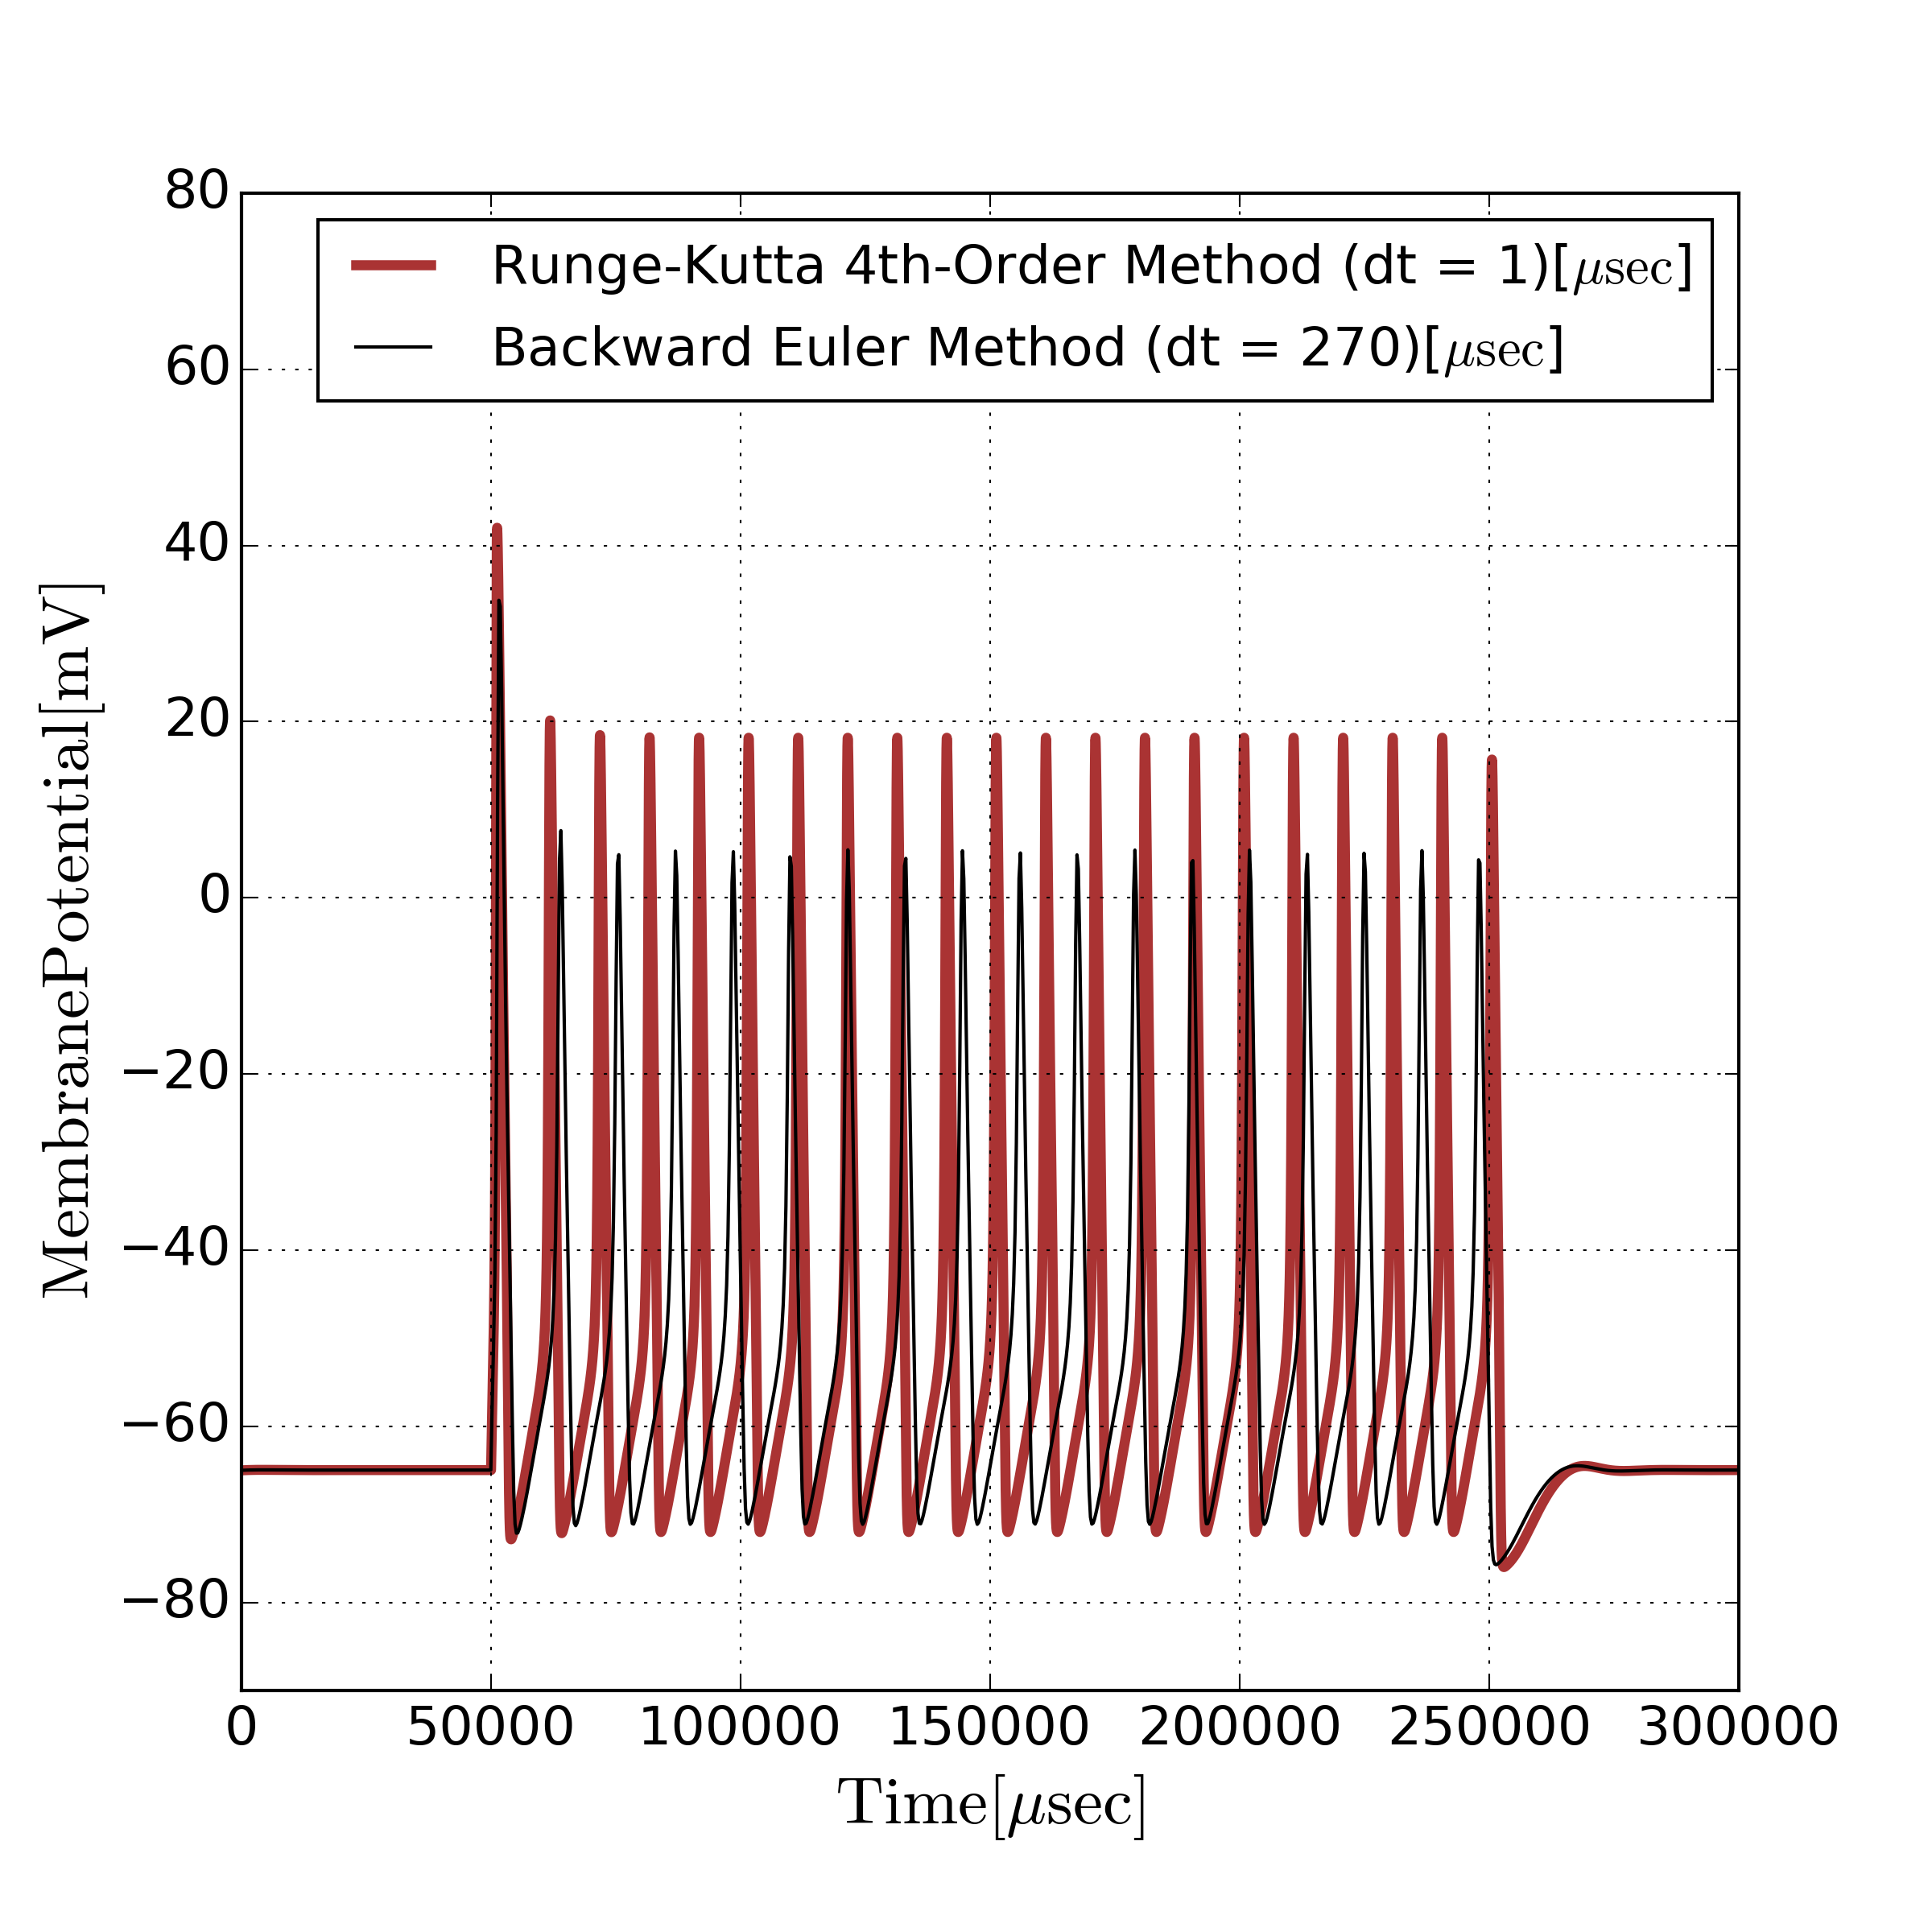 80
Runge-Kutta 4th-Order Method (dt = 1)[μsec]
Backward Euler Method (dt = 270)[μsec]
60
40
20
0
−20
−40
−60
−80
MembranePotential[mV]
0 50000 100000 150000 200000 250000 300000
Time[μsec]